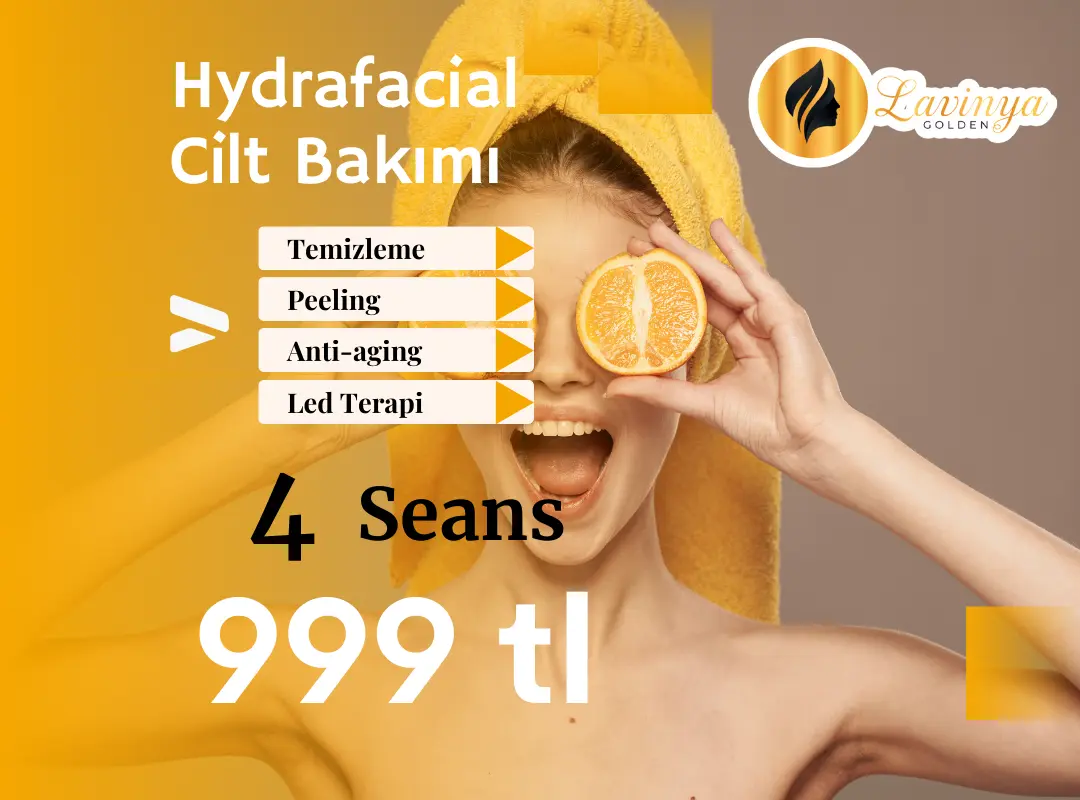 Hydrafacial
Cilt Bakımı
Lavinya
GOLDEN
Temizleme
Peeling
Anti-aging
Led Terapi
4 Seans
999 tl